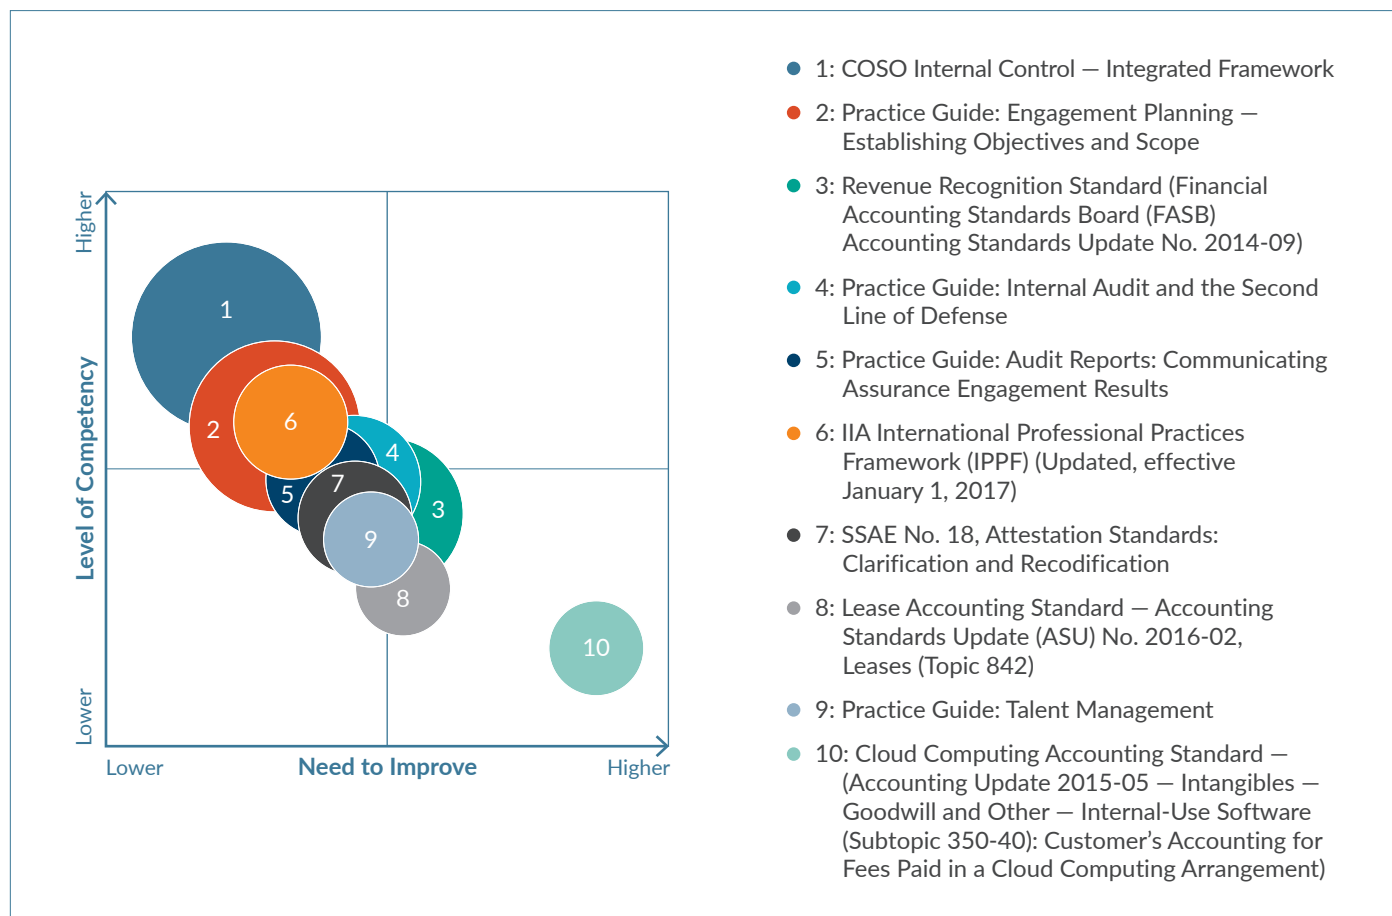 1: COSO Internal Control — Integrated Framework
2: Practice Guide: Engagement Planning —
Establishing Objectives and Scope
3: Revenue Recognition Standard (Financial
Accounting Standards Board (FASB)
Accounting Standards Update No. 2014-09)
4: Practice Guide: Internal Audit and the Second
Line of Defense
5: Practice Guide: Audit Reports: Communicating
Assurance Engagement Results
6: IIA International Professional Practices
Framework (IPPF) (Updated, effective
January 1, 2017)
7: SSAE No. 18, Attestation Standards:
Clarification and Recodification
8: Lease Accounting Standard — Accounting
Standards Update (ASU) No. 2016-02,
Leases (Topic 842)
9: Practice Guide: Talent Management
10: Cloud Computing Accounting Standard —
(Accounting Update 2015-05 — Intangibles —
Goodwill and Other — Internal-Use Software
(Subtopic 350-40): Customer’s Accounting for
Fees Paid in a Cloud Computing Arrangement)
Higher
Level of Competency
Lower
1
2
6
4
5
7
3
9
8
10
Lower
Need to Improve
Higher